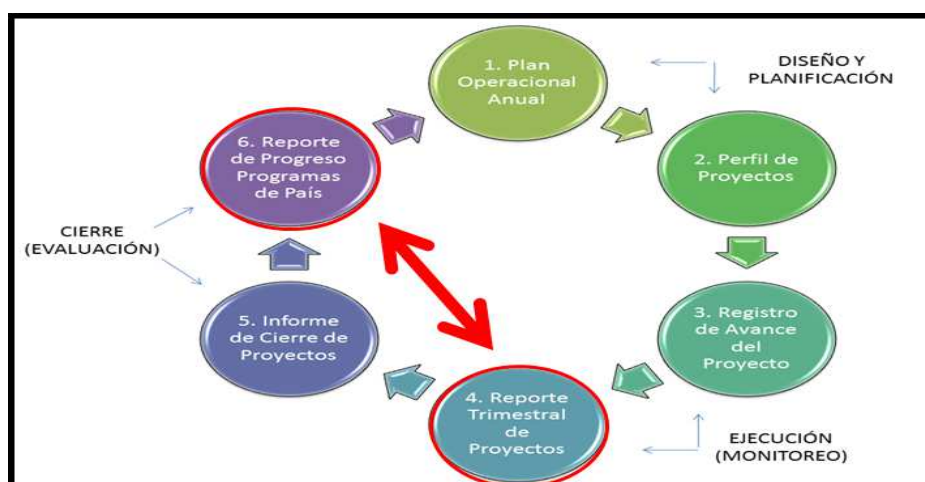 1. Plan
Operacional
Anual
DISEÑO Y
PLANIFICACIÓN
2. Perfil de
Proyectos
3. Registro
de Avance
del
Proyecto
EJECUCIÓN
(MONITOREO)
4. Reporte
Trimestral
de
Proyectos
5. Informe
de Cierre de
Proyectos
CIERRE
(EVALUACIÓN)
6. Reporte
de Progreso
Programas
de País